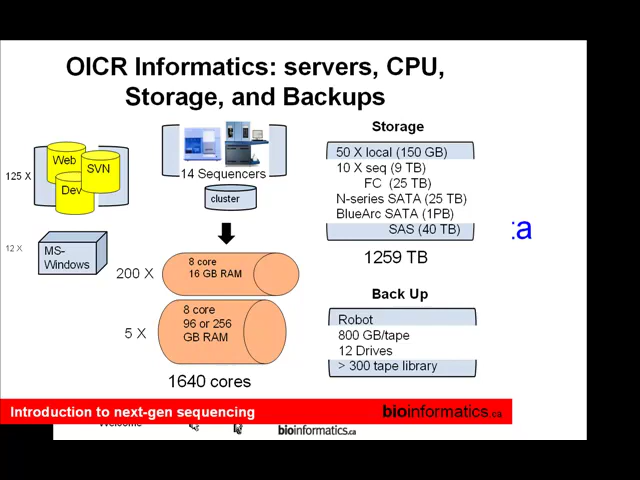 OICR Informatics: servers, CPU,
Storage, and Backups
125 X
Web
SVN
Dev
12 X
MS-
Windows
14 Sequencers
cluster
200 X
8 core
16 GB RAM
5 X
8 core
96 or 256
GB RAM
1640 cores
Storage
50 X local (150 GB)
10 X seq (9 TB)
FC (25 TB)
N-series SATA (25 TB)
BlueArc SATA (1PB)
SAS (40 TB)
1259 TB
Back Up
Robot
800 GB/tape
12 Drives
> 300 tape library
ta
Introduction to next-gen sequencing
bioinformatics.ca
Welcome
bioinformatics.ca